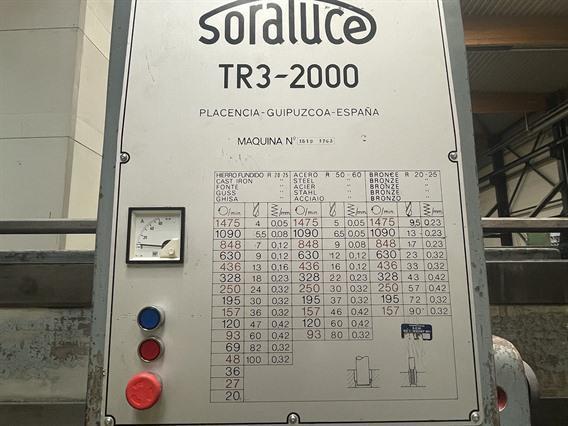 soraluce
TR3-2000
PLACENCIA-GUIPUZCOA-ESPAÑA
MAQUINA Nº
HIERRO FUNDIDO R 20-25 ACERO R 50-60 BRONCE R 20-25
CAST IRON " STEEL " BRONZE "
FONTE " ACIER " BRONZE "
GUSS " STAHL " BRONZE "
GHISA " ACCIAIO " BRONZO "
/min. /mm /min. /mm /min. /mm
1475 4 0,05 1475 5 0,05 1475 9,5 0,23
1090 5,5 0,08 1090 6,5 0,05 1090 13 0,23
848 7 0,12 848 9 0,08 848 17 0,23
630 9 0,12 630 12 0,12 630 23 0,32
436 13 0,16 436 16 0,12 436 33 0,32
328 18 0,23 328 22 0,23 328 43 0,42
250 24 0,32 250 30 0,32 250 57 0,42
195 30 0,32 195 37 0,32 195 72 0,32
157 36 0,32 157 46 0,42 157 90 0,32
120 47 0,42 120 60 0,42
93 60 0,42 93 80 0,32
69 82 0,32
48 100 0,32
36
27
20